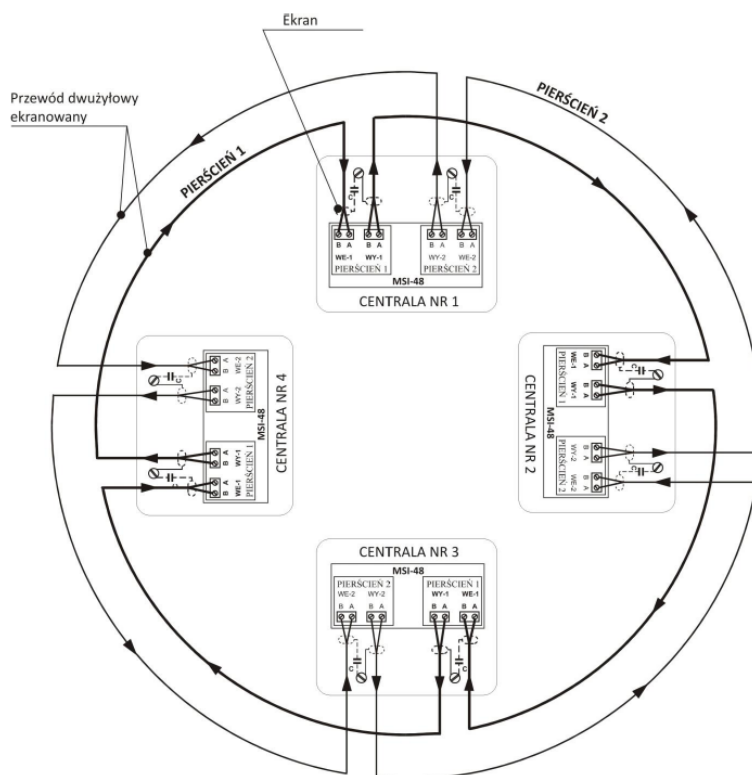 Ekran
Przewód dwużyłowy
ekranowany
PIERŚCIEŃ 1
PIERŚCIEŃ 2
C
C
B A B A B A B A
WE-1 WY-1 WY-2 WE-2
PIERŚCIEŃ 1 PIERŚCIEŃ 2
MSI-48
CENTRALA NR 1
C
A
B
WE-2
A
B
WY-2
PIERŚCIEŃ 2
MSI-48
A
B
WY-1
A
B
WE-1
PIERŚCIEŃ 1
C
CENTRALA NR 4
B
A
WE-1
B
A
WY-1
PIERŚCIEŃ 1
C
MSI-48
B
A
WY-2
B
A
WE-2
PIERŚCIEŃ 2
C
CENTRALA NR 2
CENTRALA NR 3
MSI-48
PIERŚCIEŃ 2 PIERŚCIEŃ 1
WE-2 WY-2 WY-1 WE-1
B A B A B A B A
C
C